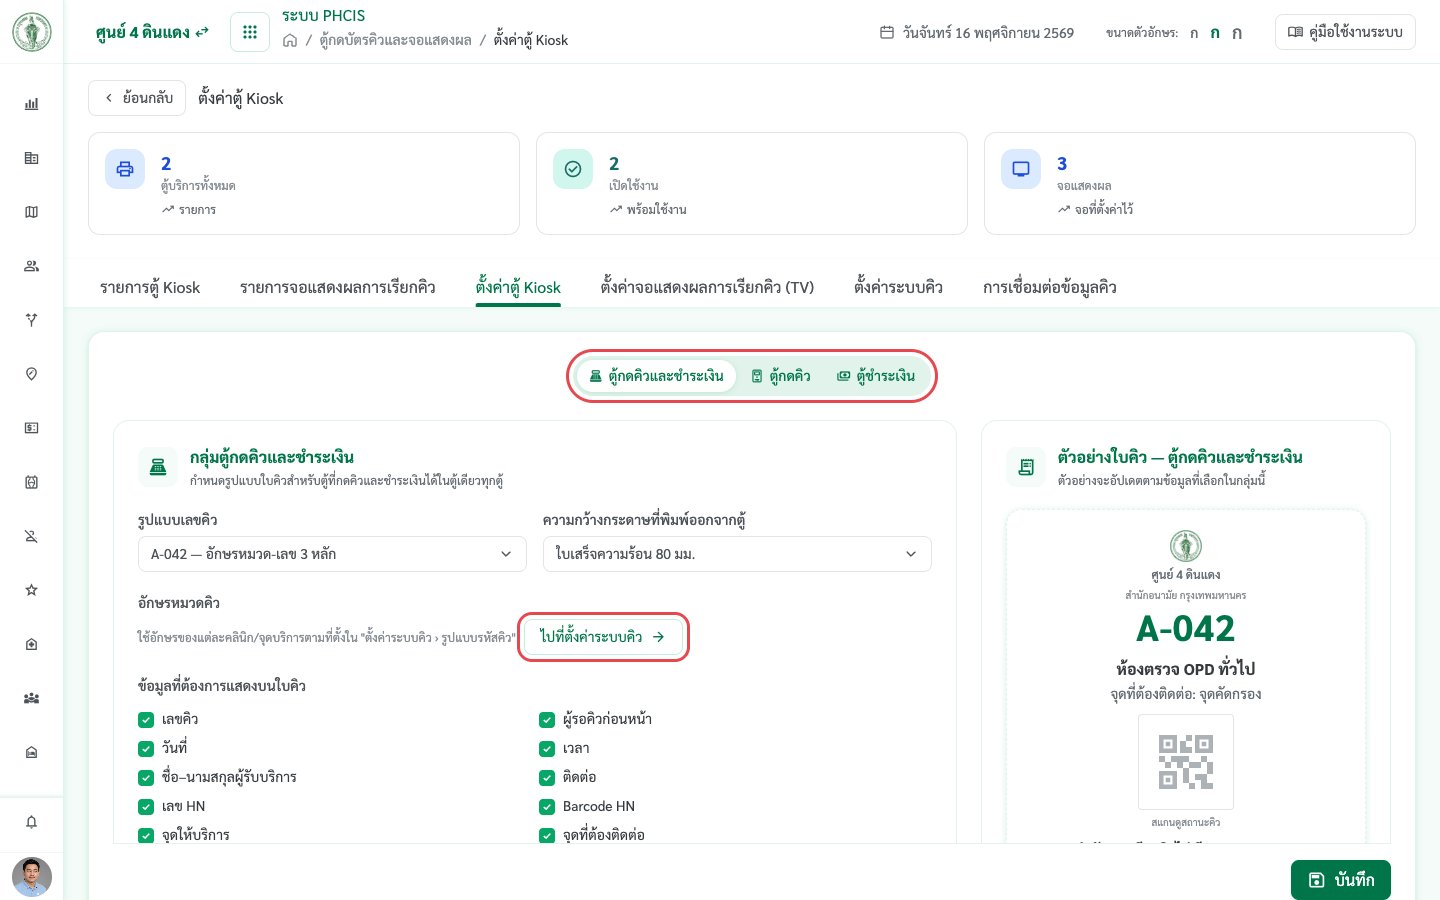 ระบบ PHCIS
ศูนย์ 4 ดินแดง
ตู้กดบัตรคิวและจอแสดงผล / ตั้งค่าตู้ Kiosk
วันจันทร์ 16 พฤศจิกายน 2569
ขนาดตัวอักษร: ก ก ก
คู่มือใช้งานระบบ
ย้อนกลับ
ตั้งค่าตู้ Kiosk
2
ตู้บริการทั้งหมด
รายการ
2
เปิดใช้งาน
พร้อมใช้งาน
3
จอแสดงผล
จอที่ตั้งค่าไว้
รายการตู้ Kiosk
รายการจอแสดงผลการเรียกคิว
ตั้งค่าตู้ Kiosk
ตั้งค่าจอแสดงผลการเรียกคิว (TV)
ตั้งค่าระบบคิว
การเชื่อมต่อข้อมูลคิว
ตู้กดคิวและชำระเงิน
ตู้กดคิว
ตู้ชำระเงิน
กลุ่มตู้กดคิวและชำระเงิน
กำหนดรูปแบบใบคิวสำหรับตู้ที่กดคิวและชำระเงินได้ในตู้เดียวทุกตู้
รูปแบบเลขคิว
A-042 — อักษรหมวด-เลข 3 หลัก
ความกว้างกระดาษที่พิมพ์ออกจากตู้
ใบเสร็จความร้อน 80 มม.
อักษรหมวดคิว
ใช้อักษรของแต่ละคลินิก/จุดบริการตามที่ตั้งใน "ตั้งค่าระบบคิว › รูปแบบรหัสคิว"
ไปที่ตั้งค่าระบบคิว
ข้อมูลที่ต้องการแสดงบนใบคิว
เลขคิว
ผู้รอคิวก่อนหน้า
วันที่
เวลา
ชื่อ–นามสกุลผู้รับบริการ
ติดต่อ
เลข HN
Barcode HN
จุดให้บริการ
จุดที่ต้องติดต่อ
ตัวอย่างใบคิว — ตู้กดคิวและชำระเงิน
ตัวอย่างจะอัปเดตตามข้อมูลที่เลือกในกลุ่มนี้
ศูนย์ 4 ดินแดง
สำนักอนามัย กรุงเทพมหานคร
A-042
ห้องตรวจ OPD ทั่วไป
จุดที่ต้องติดต่อ: จุดคัดกรอง
สแกนดูสถานะคิว
บันทึก